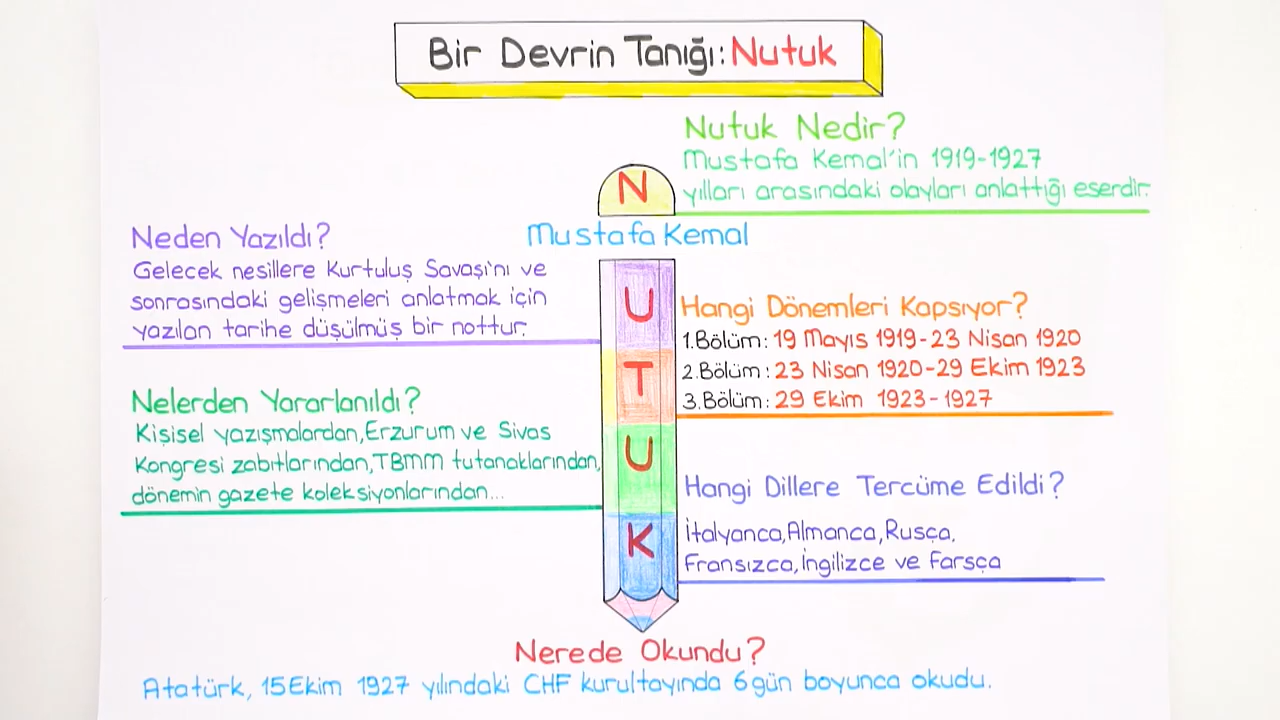 Bir Devrin Tanığı: Nutuk
Nutuk Nedir?
Mustafa Kemal'in 1919-1927
yılları arasındaki olayları anlattığı eserdir.
N
Mustafa Kemal
U
T
U
K
Neden Yazıldı?
Gelecek nesillere Kurtuluş Savaşı'nı ve
sonrasındaki gelişmeleri anlatmak için
yazılan tarihe düşülmüş bir nottur.
Hangi Dönemleri Kapsıyor?
1.Bölüm: 19 Mayıs 1919-23 Nisan 1920
2.Bölüm: 23 Nisan 1920-29 Ekim 1923
3.Bölüm: 29 Ekim 1923-1927
Nelerden Yararlanıldı?
Kişisel yazışmalardan, Erzurum ve Sivas
Kongresi zabıtlarından, TBMM tutanaklarından,
dönemin gazete koleksiyonlarından...
Hangi Dillere Tercüme Edildi?
İtalyanca, Almanca, Rusça,
Fransızca, İngilizce ve Farsça
Nerede Okundu?
Atatürk, 15 Ekim 1927 yılındaki CHF kurultayında 6 gün boyunca okudu.